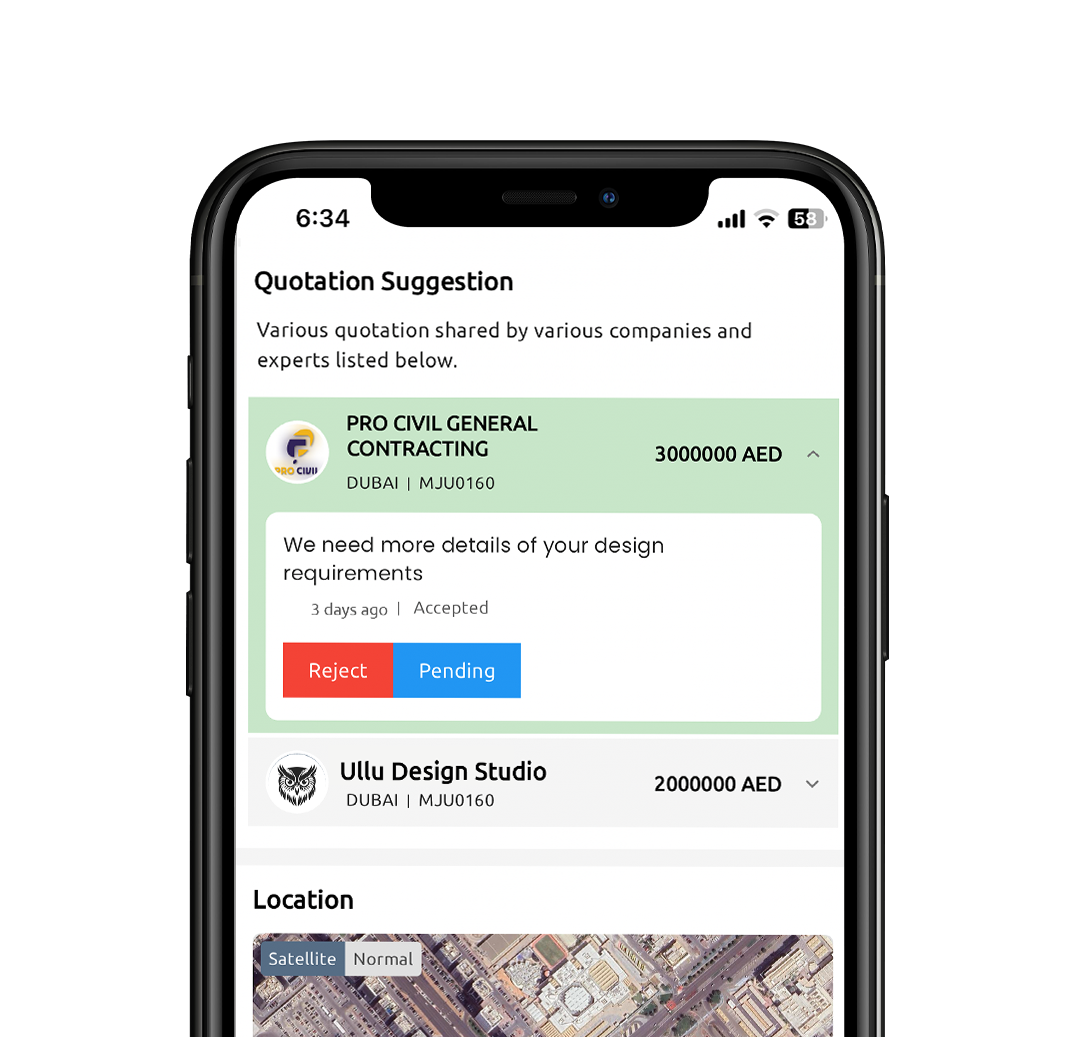 6:34
58
Quotation Suggestion
Various quotation shared by various companies and
experts listed below.
PRO CIVIL GENERAL
CONTRACTING
3000000 AED
PRO CIVIL
DUBAI | MJU0160
We need more details of your design
requirements
3 days ago | Accepted
Reject Pending
Ullu Design Studio
2000000 AED
DUBAI | MJU0160
Location
Satellite Normal